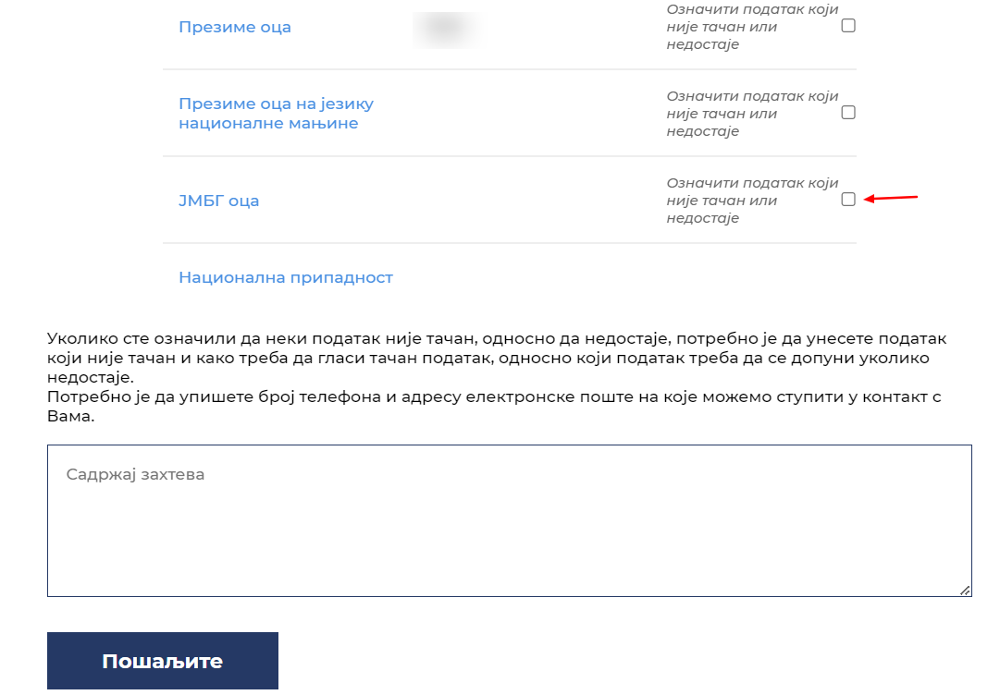 Означити податак који
Презиме оца
није тачан или
недостаје
Презиме оца на језику
националне мањине
Означити податак који
није тачан или
недостаје
ЈМБГ оца
Означити податак који
није тачан или
недостаје
Национална припадност
Уколико сте означили да неки податак није тачан, односно да недостаје, потребно је да унесете податак
који није тачан и како треба да гласи тачан податак, односно који податак треба да се допуни уколико
недостаје.
Потребно је да упишете број телефона и адресу електронске поште на које можемо ступити у контакт с
Вама.
Садржај захтева
Пошаљите